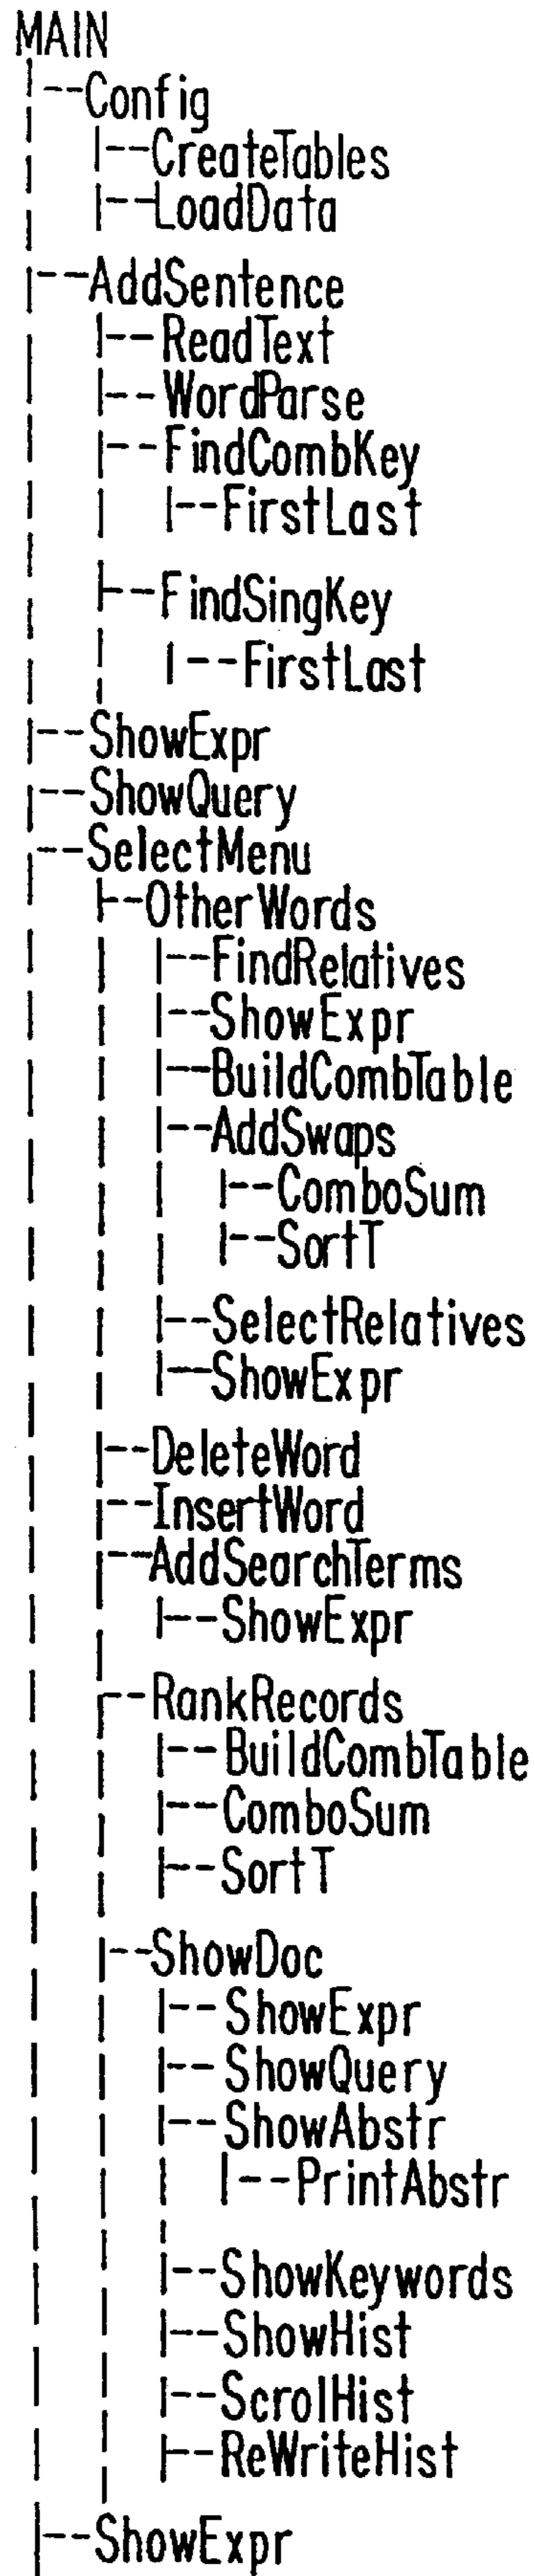 MAIN
Config
CreateTables
LoadData
AddSentence
ReadText
WordParse
FindCombKey
FirstLast
FindSingKey
FirstLast
ShowExpr
ShowQuery
SelectMenu
OtherWords
FindRelatives
ShowExpr
BuildCombTable
AddSwaps
ComboSum
SortT
SelectRelatives
ShowExpr
DeleteWord
InsertWord
AddSearchTerms
ShowExpr
RankRecords
BuildCombTable
ComboSum
SortT
ShowDoc
ShowExpr
ShowQuery
ShowAbstr
PrintAbstr
ShowKeywords
ShowHist
ScrolHist
ReWriteHist
ShowExpr